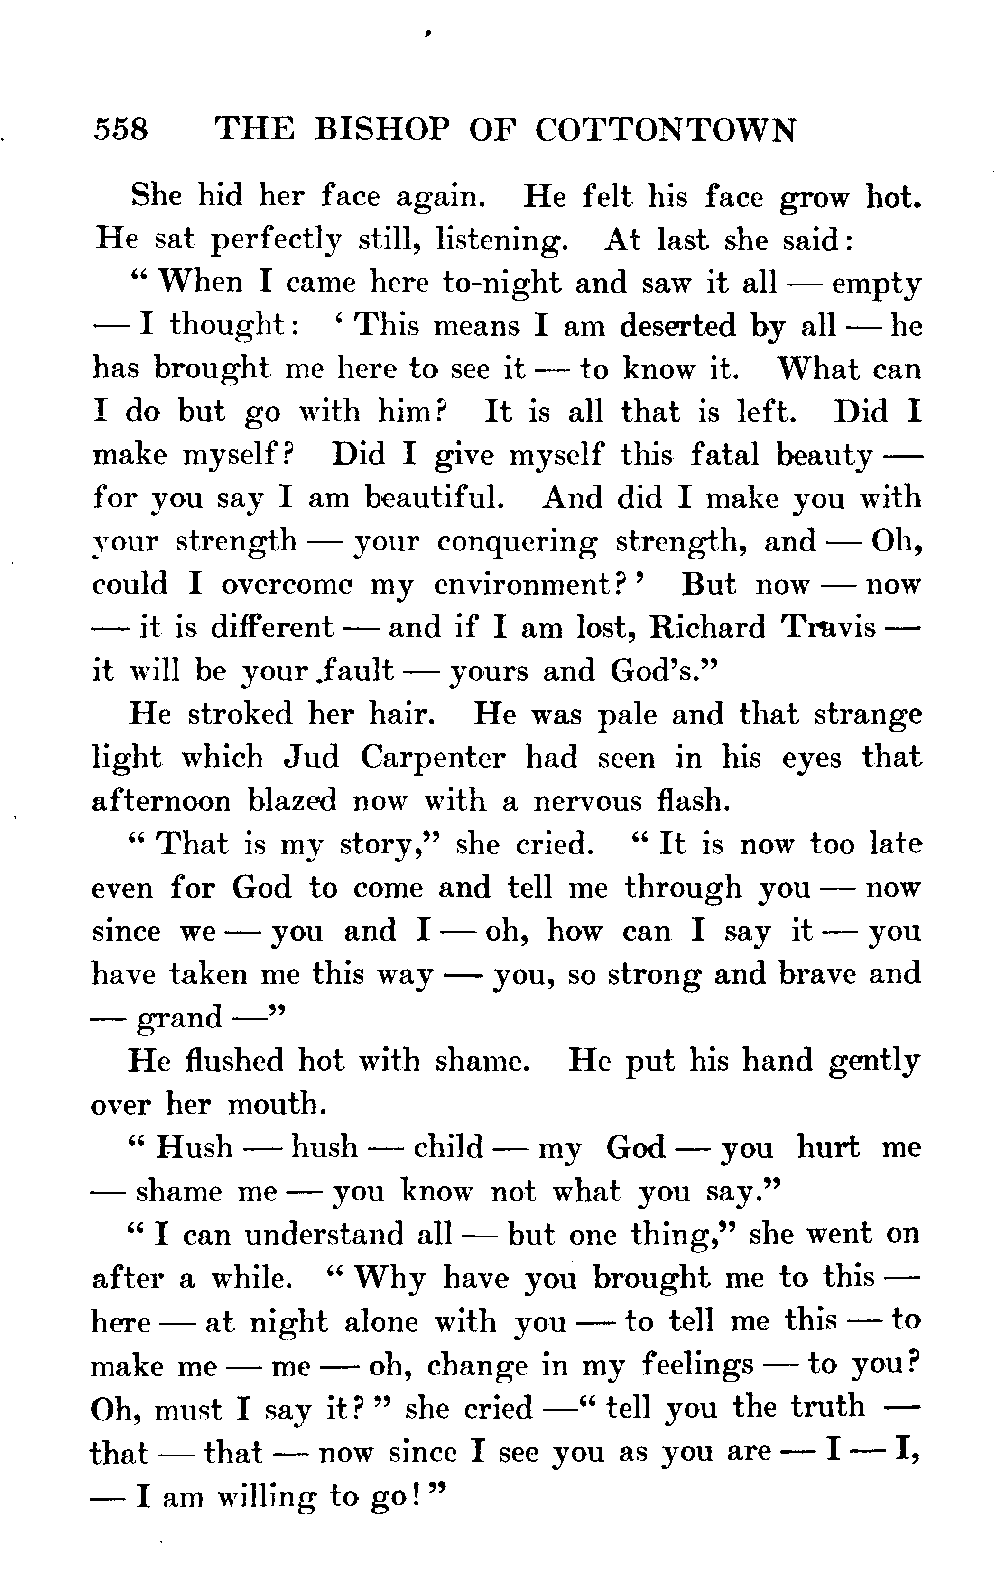 558 THE BISHOP OF COTTONTOWN
She hid her face again. He felt his face grow hot.
He sat perfectly still, listening. At last she said:
“ When I came here to-night and saw it all — empty
— I thought: ‘ This means I am deserted by all — he
has brought me here to see it — to know it. What can
I do but go with him? It is all that is left. Did I
make myself? Did I give myself this fatal beauty —
for you say I am beautiful. And did I make you with
your strength — your conquering strength, and — Oh,
could I overcome my environment? ’ But now — now
— it is different — and if I am lost, Richard Travis —
it will be your fault — yours and God’s.”
He stroked her hair. He was pale and that strange
light which Jud Carpenter had seen in his eyes that
afternoon blazed now with a nervous flash.
“ That is my story,” she cried. “ It is now too late
even for God to come and tell me through you — now
since we — you and I — oh, how can I say it — you
have taken me this way — you, so strong and brave and
— grand —”
He flushed hot with shame. He put his hand gently
over her mouth.
“ Hush — hush — child — my God — you hurt me
— shame me — you know not what you say.”
“ I can understand all — but one thing,” she went on
after a while. “ Why have you brought me to this —
here — at night alone with you — to tell me this — to
make me — me — oh, change in my feelings — to you?
Oh, must I say it? ” she cried —“ tell you the truth —
that — that — now since I see you as you are — I — I,
— I am willing to go! ”